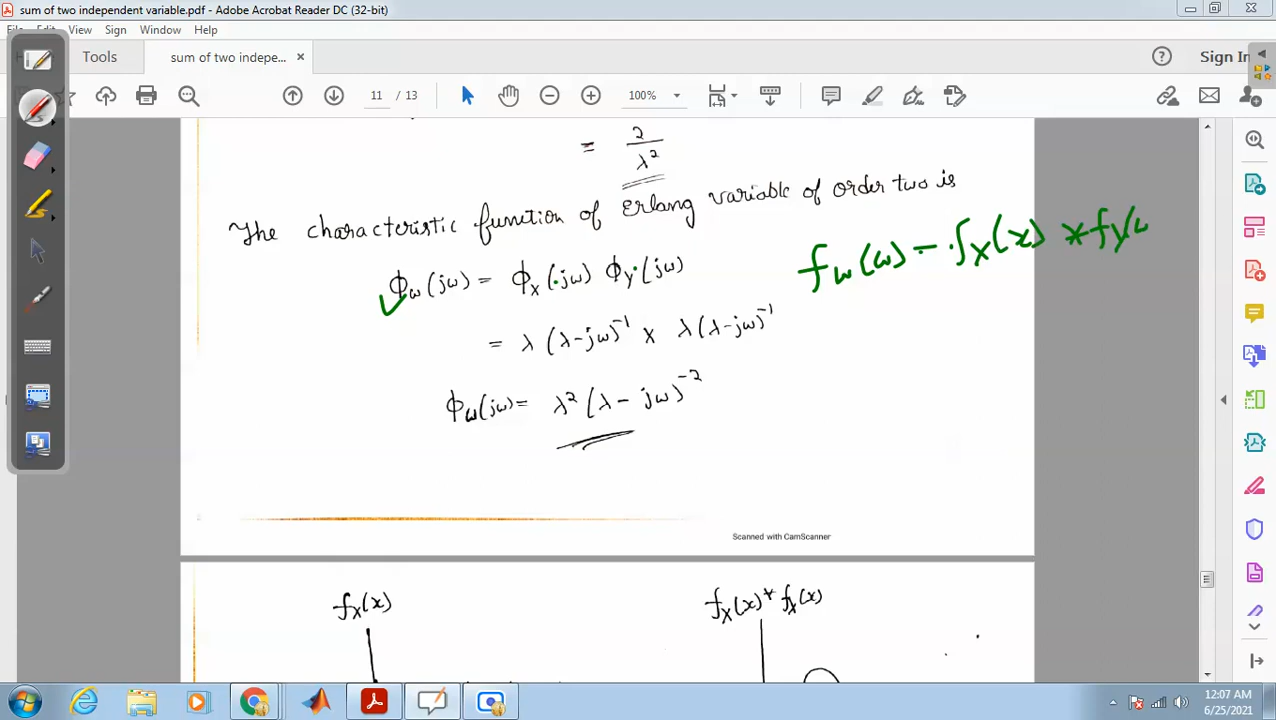 sum of two independent variable.pdf - Adobe Acrobat Reader DC (32-bit)
File Edit View Sign Window Help
Tools
sum of two indepe... ×
Sign In
11 / 13
100%
= 2/λ²
The characteristic function of Erlang variable of order two is
ϕw(jω) = ϕx(jω) ϕY(jω)
fw(ω) = fX(x) * fY(
= λ (λ-jω)⁻¹ × λ(λ-jω)⁻¹
ϕw(jω) = λ² (λ - jω)⁻²
Scanned with CamScanner
fX(x)
fX(x) * fX(x)
12:07 AM
6/25/2021